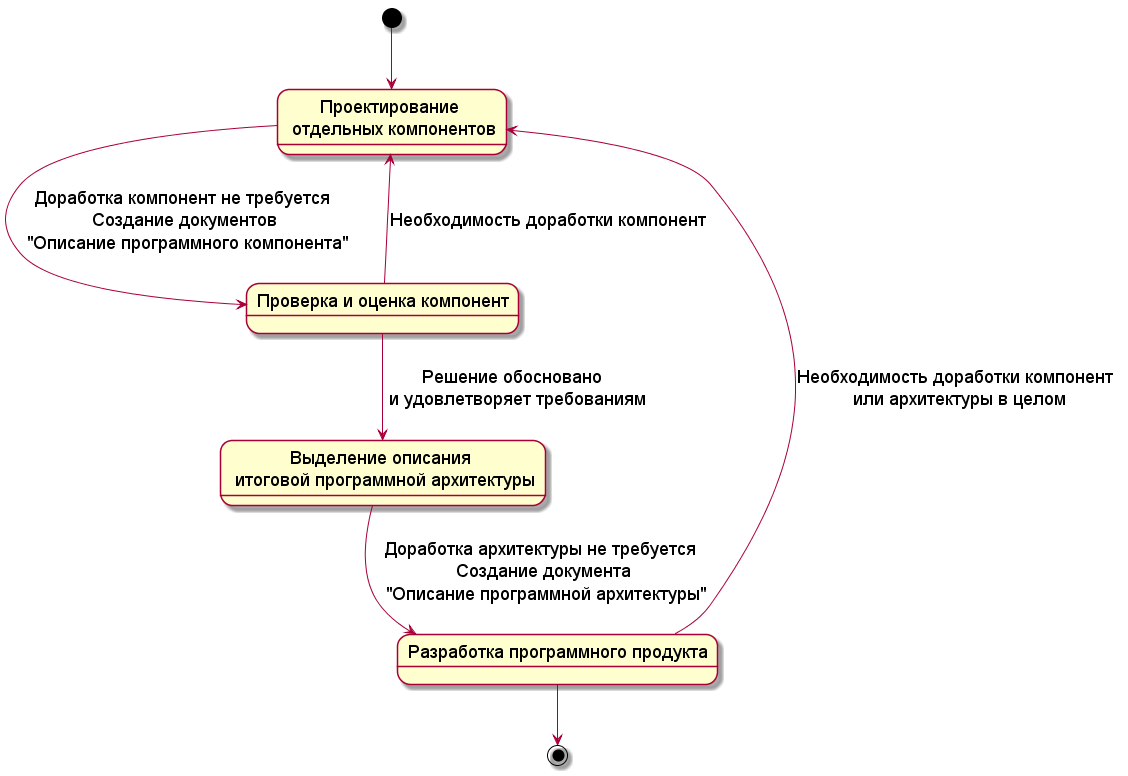 Проектирование
отдельных компонентов
Доработка компонент не требуется
Создание документов
"Описание программного компонента"
Необходимость доработки компонент
Проверка и оценка компонент
Решение обосновано
и удовлетворяет требованиям
Необходимость доработки компонент
или архитектуры в целом
Выделение описания
итоговой программной архитектуры
Доработка архитектуры не требуется
Создание документа
"Описание программной архитектуры"
Разработка программного продукта